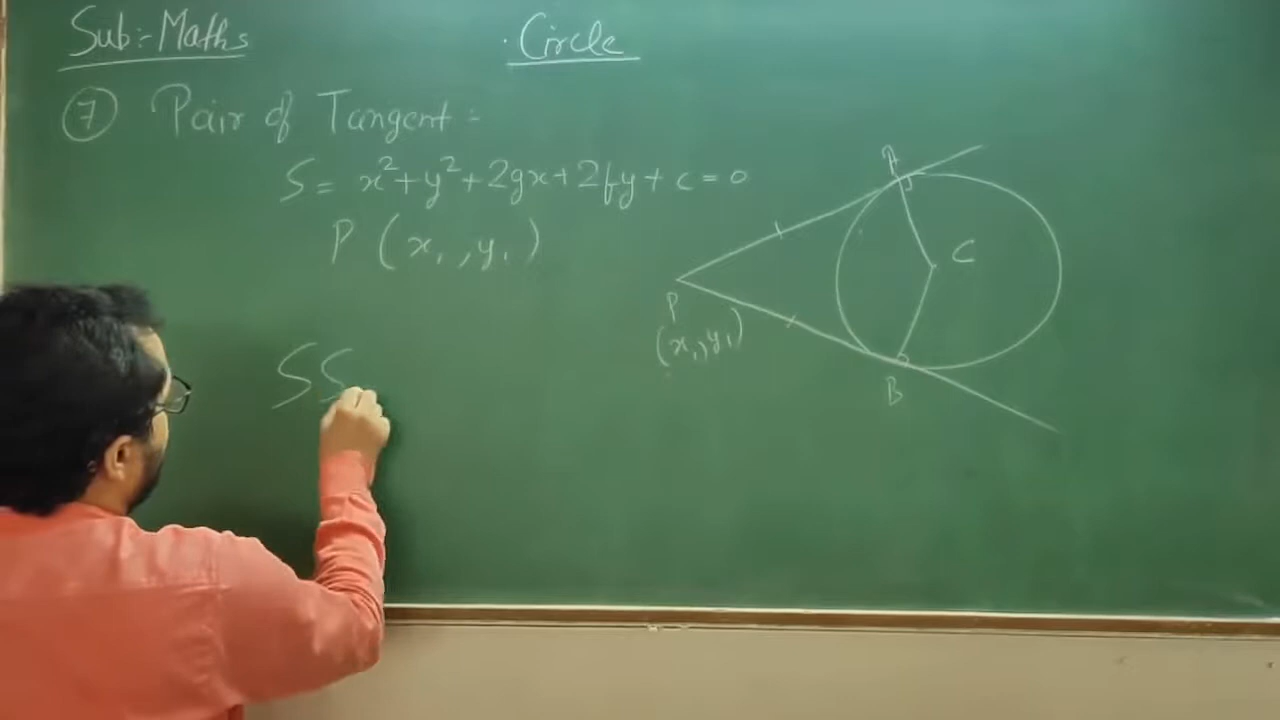 Sub:- Maths
Circle
⑦ Pair of Tangent :-
S = x²+y²+2gx+2fy+c=0
P (x₁, y₁)
SS
A
C
P
(x₁, y₁)
B